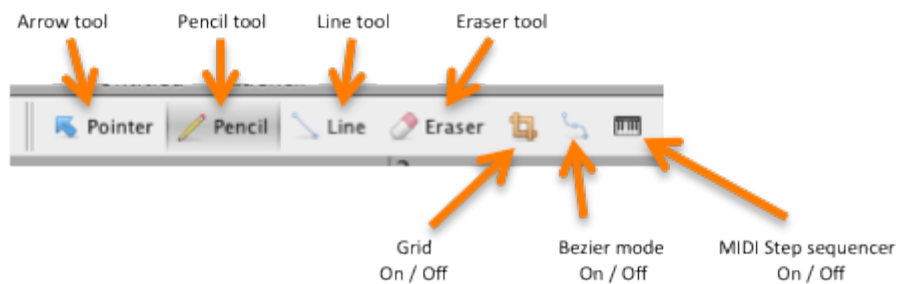 Arrow tool Pencil tool Line tool Eraser tool
Pointer Pencil Line Eraser
Grid Bezier mode MIDI Step sequencer
On / Off On / Off On / Off